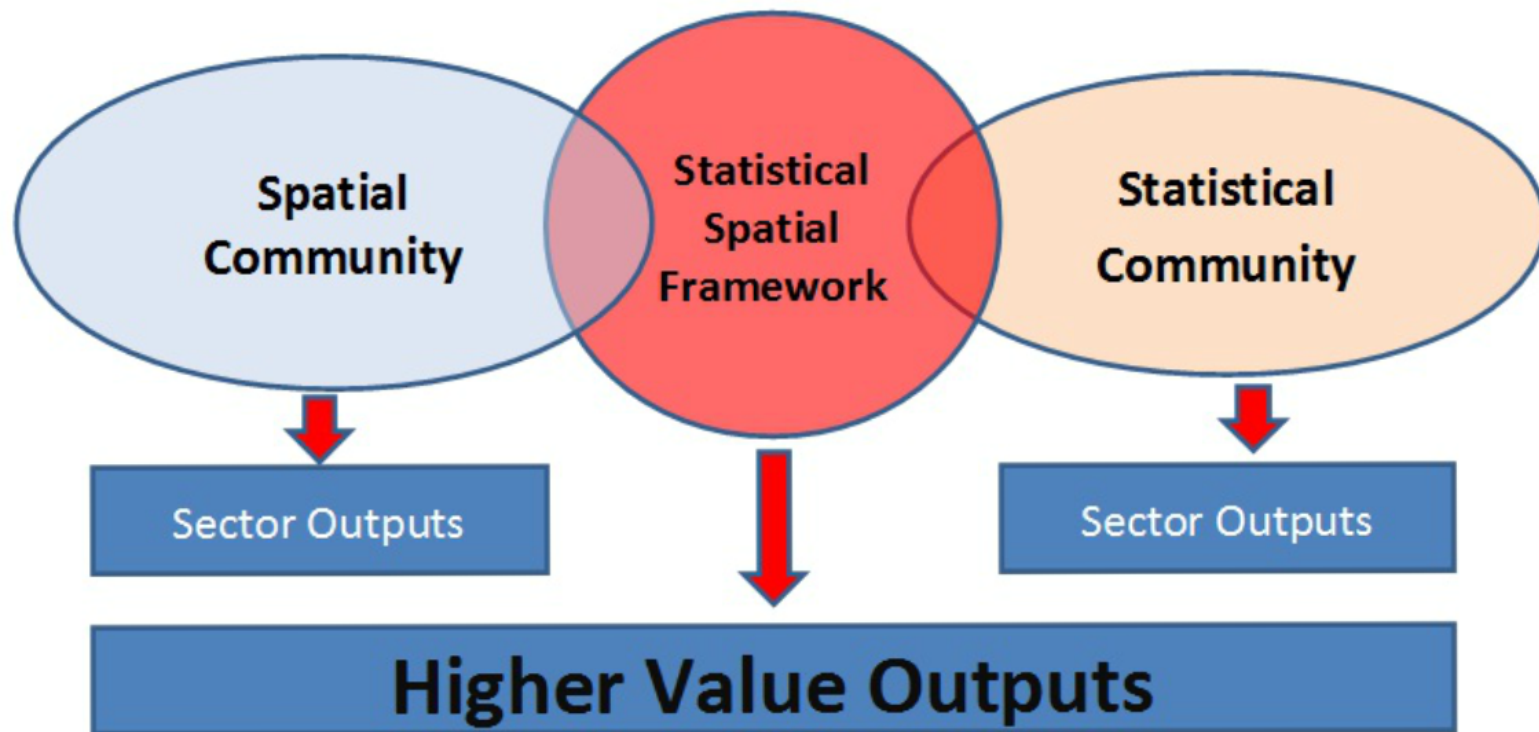 Spatial
Community
Statistical
Spatial
Framework
Statistical
Community
Sector Outputs
Sector Outputs
Higher Value Outputs